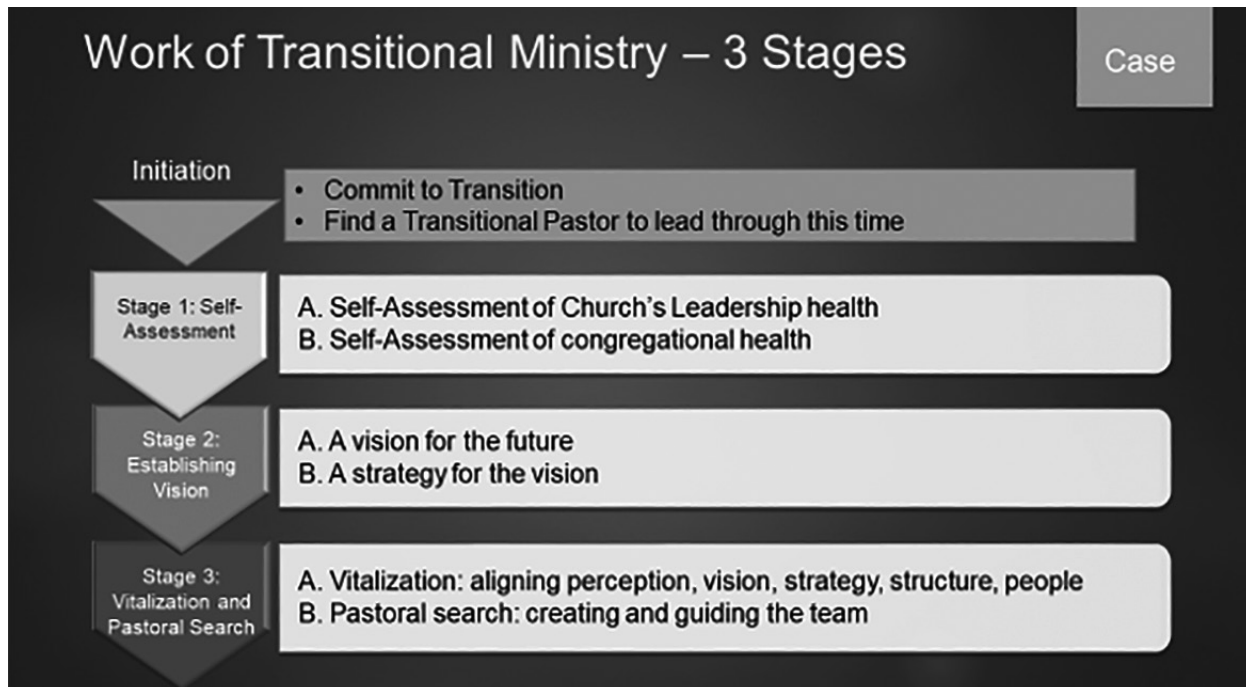 Work of Transitional Ministry – 3 Stages
Case
Initiation
• Commit to Transition
• Find a Transitional Pastor to lead through this time
Stage 1: Self-
Assessment
A. Self-Assessment of Church's Leadership health
B. Self-Assessment of congregational health
Stage 2:
Establishing
Vision
A. A vision for the future
B. A strategy for the vision
Stage 3:
Vitalization and
Pastoral Search
A. Vitalization: aligning perception, vision, strategy, structure, people
B. Pastoral search: creating and guiding the team